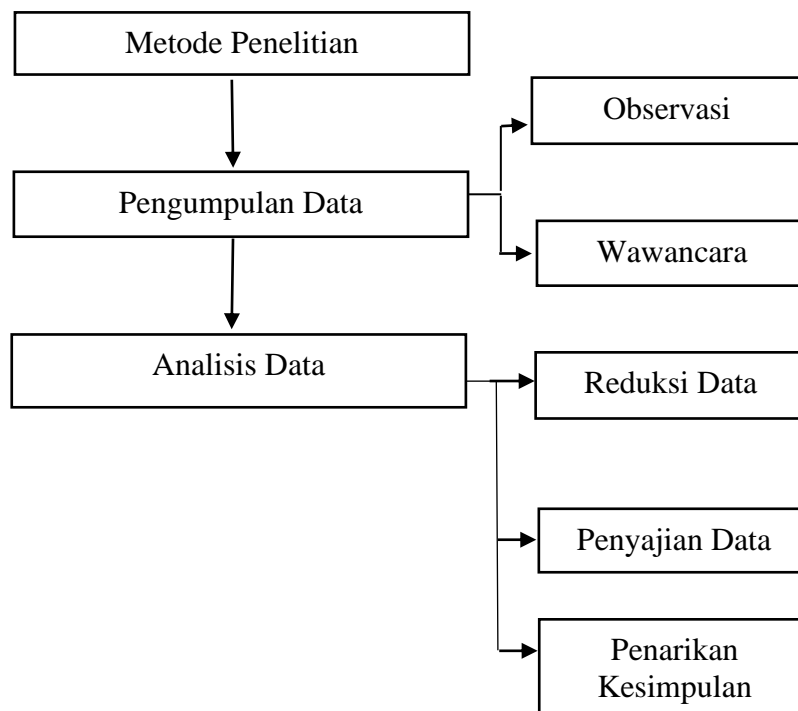 Metode Penelitian
Observasi
Pengumpulan Data
Wawancara
Analisis Data
Reduksi Data
Penyajian Data
Penarikan
Kesimpulan